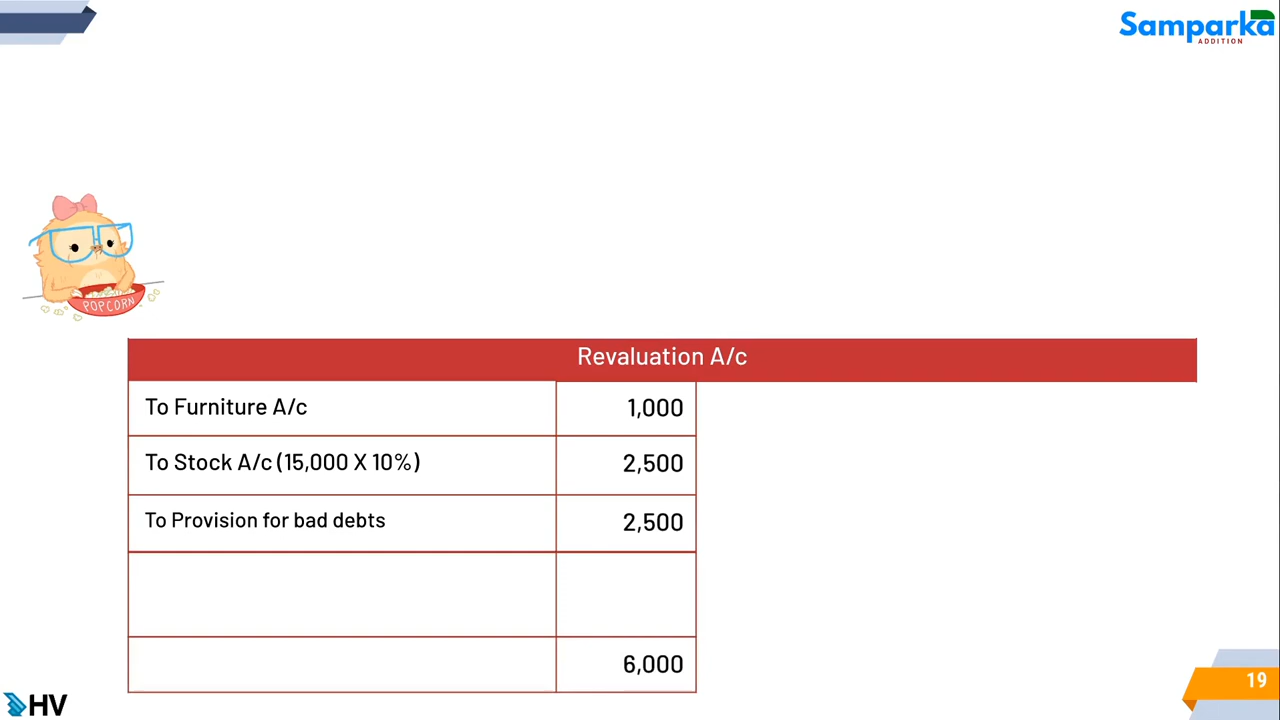 Samparka
ADDITION
POPCORN
Revaluation A/c
To Furniture A/c 1,000
To Stock A/c (15,000 X 10%) 2,500
To Provision for bad debts 2,500
6,000
19
HV